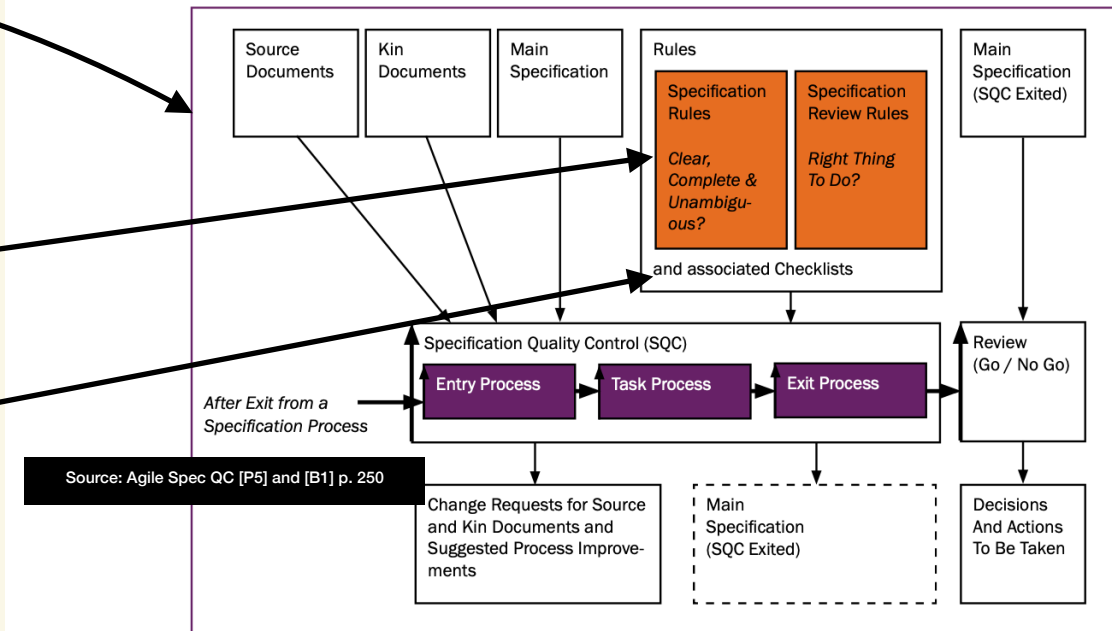 Source
Documents
Kin
Documents
Main
Specification
Rules
Specification
Rules
Clear,
Complete &
Unambigu-
ous?
Specification
Review Rules
Right Thing
To Do?
and associated Checklists
Main
Specification
(SQC Exited)
Specification Quality Control (SQC)
Entry Process
Task Process
Exit Process
Review
(Go / No Go)
After Exit from a
Specification Process
Source: Agile Spec QC [P5] and [B1] p. 250
Change Requests for Source
and Kin Documents and
Suggested Process Improve-
ments
Main
Specification
(SQC Exited)
Decisions
And Actions
To Be Taken